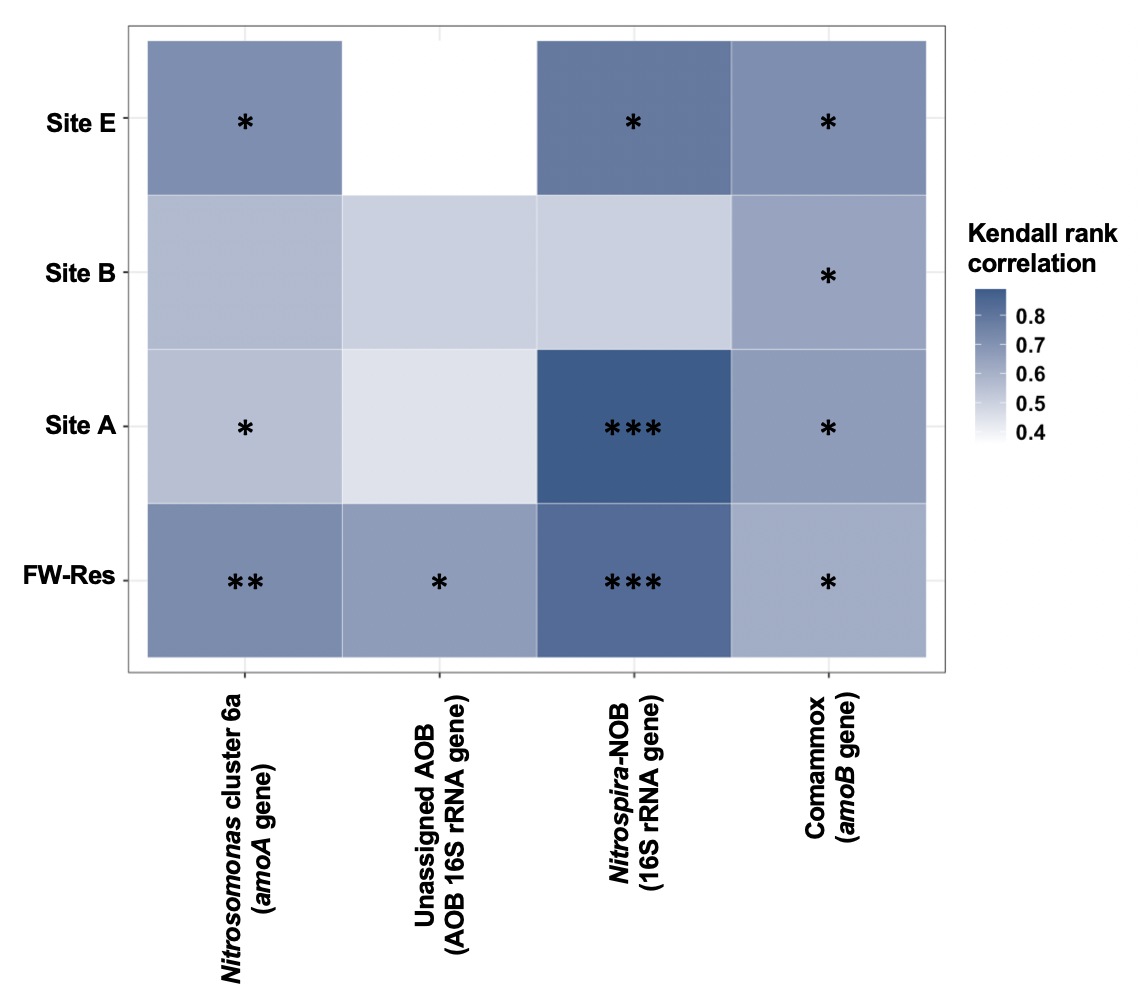 Site E
*
*
*
Site B
*
Site A
*
***
*
FW-Res
**
*
***
*
Nitrosomonas cluster 6a
(amoA gene)
Unassigned AOB
(AOB 16S rRNA gene)
Nitrospira-NOB
(16S rRNA gene)
Comammox
(amoB gene)
Kendall rank
correlation
0.8
0.7
0.6
0.5
0.4